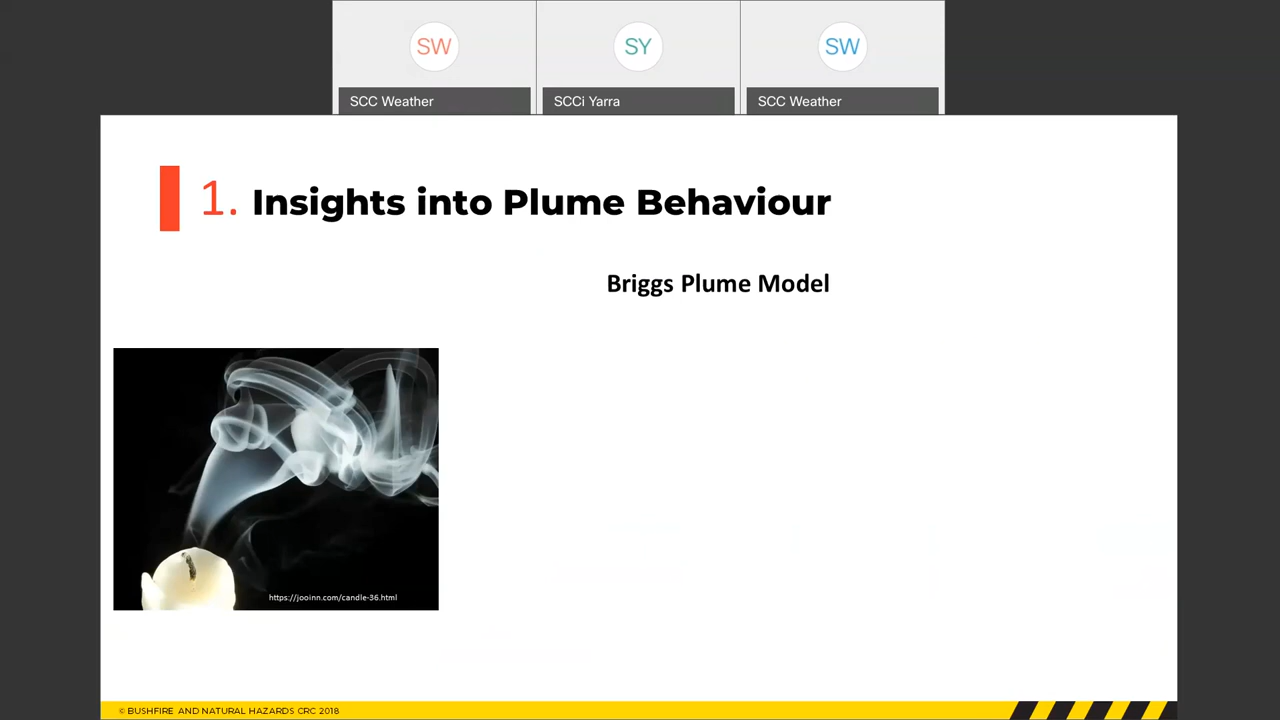 SW
SY
SW
SCC Weather
SCCi Yarra
SCC Weather
1. Insights into Plume Behaviour
Briggs Plume Model
https://jooinn.com/candle-36.html
© BUSHFIRE AND NATURAL HAZARDS CRC 2018